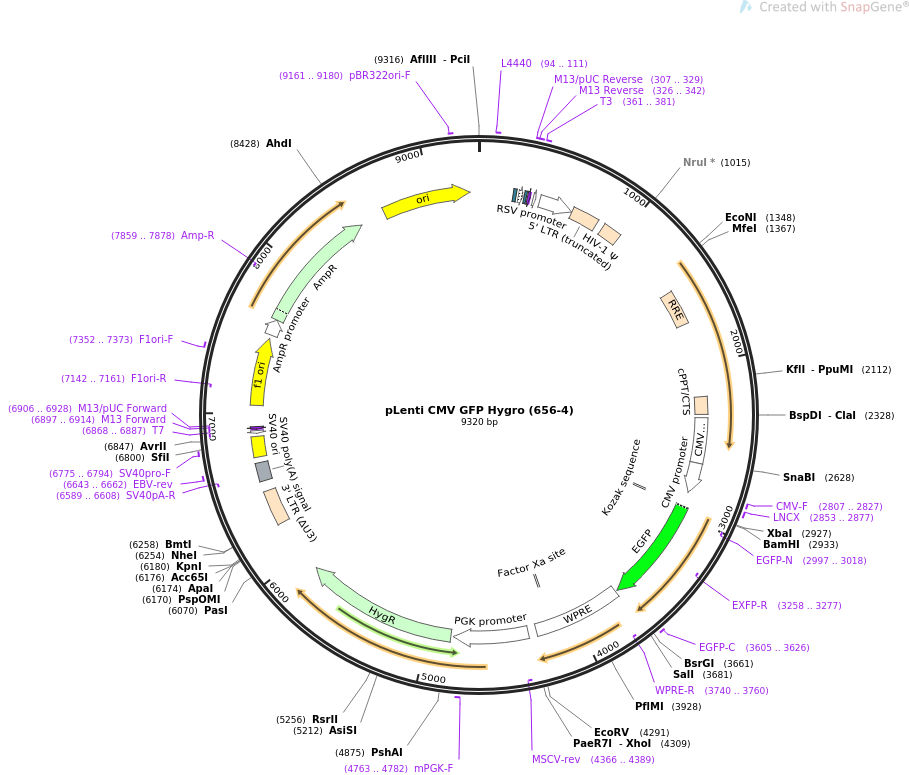 Created with SnapGene®
(9316) AflIII - PciI
L4440 (94 .. 111)
(9161 .. 9180) pBR322ori-F
M13/pUC Reverse (307 .. 329)
M13 Reverse (326 .. 342)
T3 (361 .. 381)
(8428) AhdI
NruI * (1015)
9000
1000
ori
RSV promoter
5' LTR (truncated)
HIV-1 Ψ
EcoNI (1348)
MfeI (1367)
(7859 .. 7878) Amp-R
8000
AmpR
AmpR promoter
RRE
2000
(7352 .. 7373) F1ori-F
(7142 .. 7161) F1ori-R
f1 ori
KflI - PpuMI (2112)
cPPT/CTS
(6906 .. 6928) M13/pUC Forward
(6897 .. 6914) M13 Forward
(6868 .. 6887) T7
7000
pLenti CMV GFP Hygro (656-4)
9320 bp
BspDI - ClaI (2328)
CMV...
CMV promoter
(6847) AvrII
(6800) SfiI
SV40 ori
SV40 poly(A) signal
3' LTR (ΔU3)
(6775 .. 6794) SV40pro-F
(6643 .. 6662) EBV-rev
(6589 .. 6608) SV40pA-R
Kozak sequence
SnaBI (2628)
CMV-F (2807 .. 2827)
LNCX (2853 .. 2877)
3000
XbaI (2927)
BamHI (2933)
EGFP-N (2997 .. 3018)
EGFP
Factor Xa site
(6258) BmtI
(6254) NheI
(6180) KpnI
(6176) Acc65I
(6174) ApaI
(6170) PspOMI
(6070) PasI
6000
EXFP-R (3258 .. 3277)
HygR
PGK promoter
WPRE
4000
5000
EGFP-C (3605 .. 3626)
BsrGI (3661)
SalI (3681)
WPRE-R (3740 .. 3760)
PflMI (3928)
(5256) RsrII
(5212) AsiSI
EcoRV (4291)
PaeR7I - XhoI (4309)
(4875) PshAI
MSCV-rev (4366 .. 4389)
(4763 .. 4782) mPGK-F